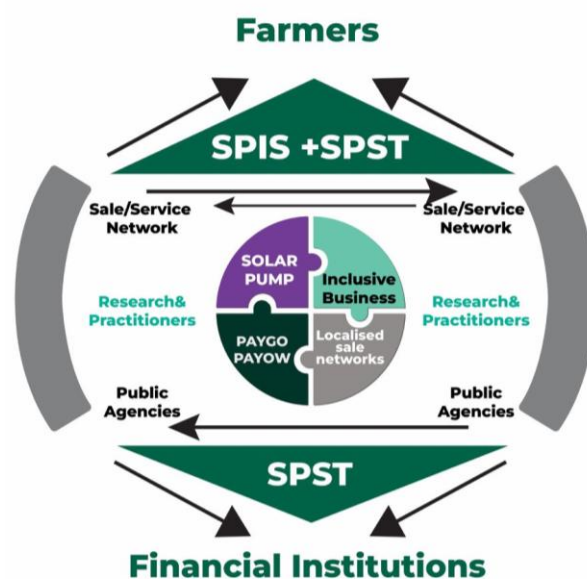 Farmers
SPIS +SPST
Sale/Service
Network
Sale/Service
Network
SOLAR
PUMP
Inclusive
Business
Research&
Practitioners
Research&
Practitioners
PAYGO
PAYOW
Localised
sale
networks
Public
Agencies
Public
Agencies
SPST
Financial Institutions